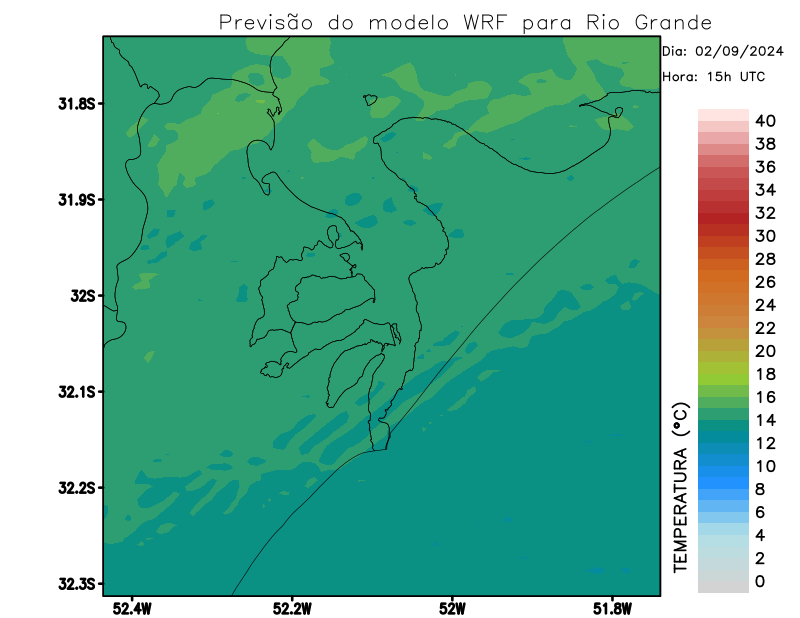 Previsão do modelo WRF para Rio Grande
Dia: 02/09/2024
Hora: 15h UTC
31.8S
31.9S
32S
32.1S
32.2S
32.3S
52.4W
52.2W
52W
51.8W
TEMPERATURA (°C)
40
38
36
34
32
30
28
26
24
22
20
18
16
14
12
10
8
6
4
2
0